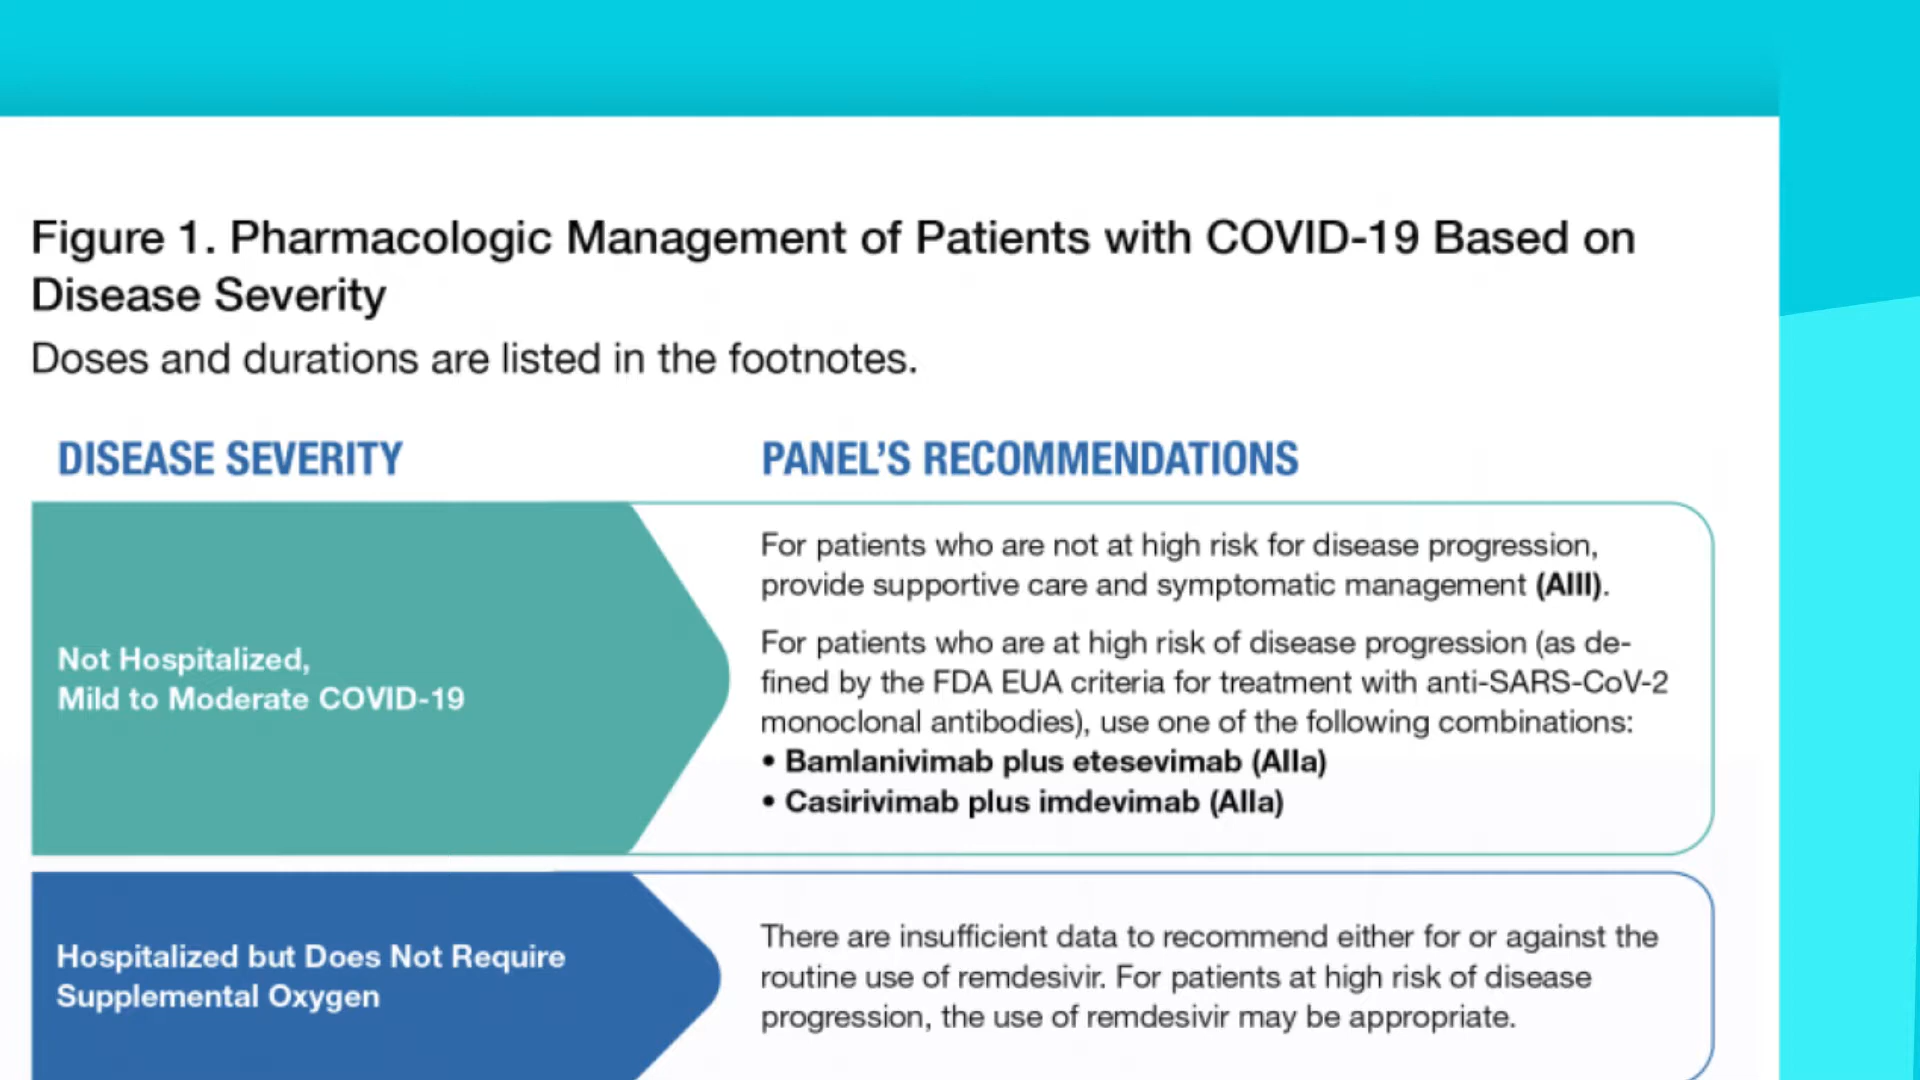 Figure 1. Pharmacologic Management of Patients with COVID-19 Based on
Disease Severity
Doses and durations are listed in the footnotes.
DISEASE SEVERITY
PANEL'S RECOMMENDATIONS
Not Hospitalized,
Mild to Moderate COVID-19
For patients who are not at high risk for disease progression,
provide supportive care and symptomatic management (AIII).
For patients who are at high risk of disease progression (as de-
fined by the FDA EUA criteria for treatment with anti-SARS-CoV-2
monoclonal antibodies), use one of the following combinations:
• Bamlanivimab plus etesevimab (AIIa)
• Casirivimab plus imdevimab (AIIa)
Hospitalized but Does Not Require
Supplemental Oxygen
There are insufficient data to recommend either for or against the
routine use of remdesivir. For patients at high risk of disease
progression, the use of remdesivir may be appropriate.